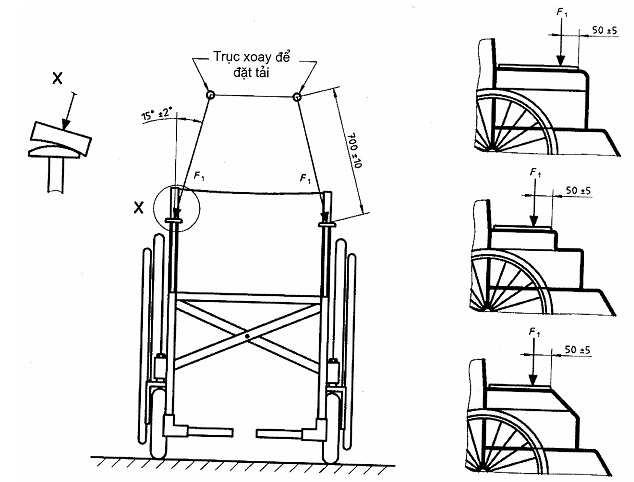 Trục xoay để
đặt tải
X
15° ±2°
700 ±10
F1
F1
X
F1
50 ±5
F1
50 ±5
F1
50 ±5